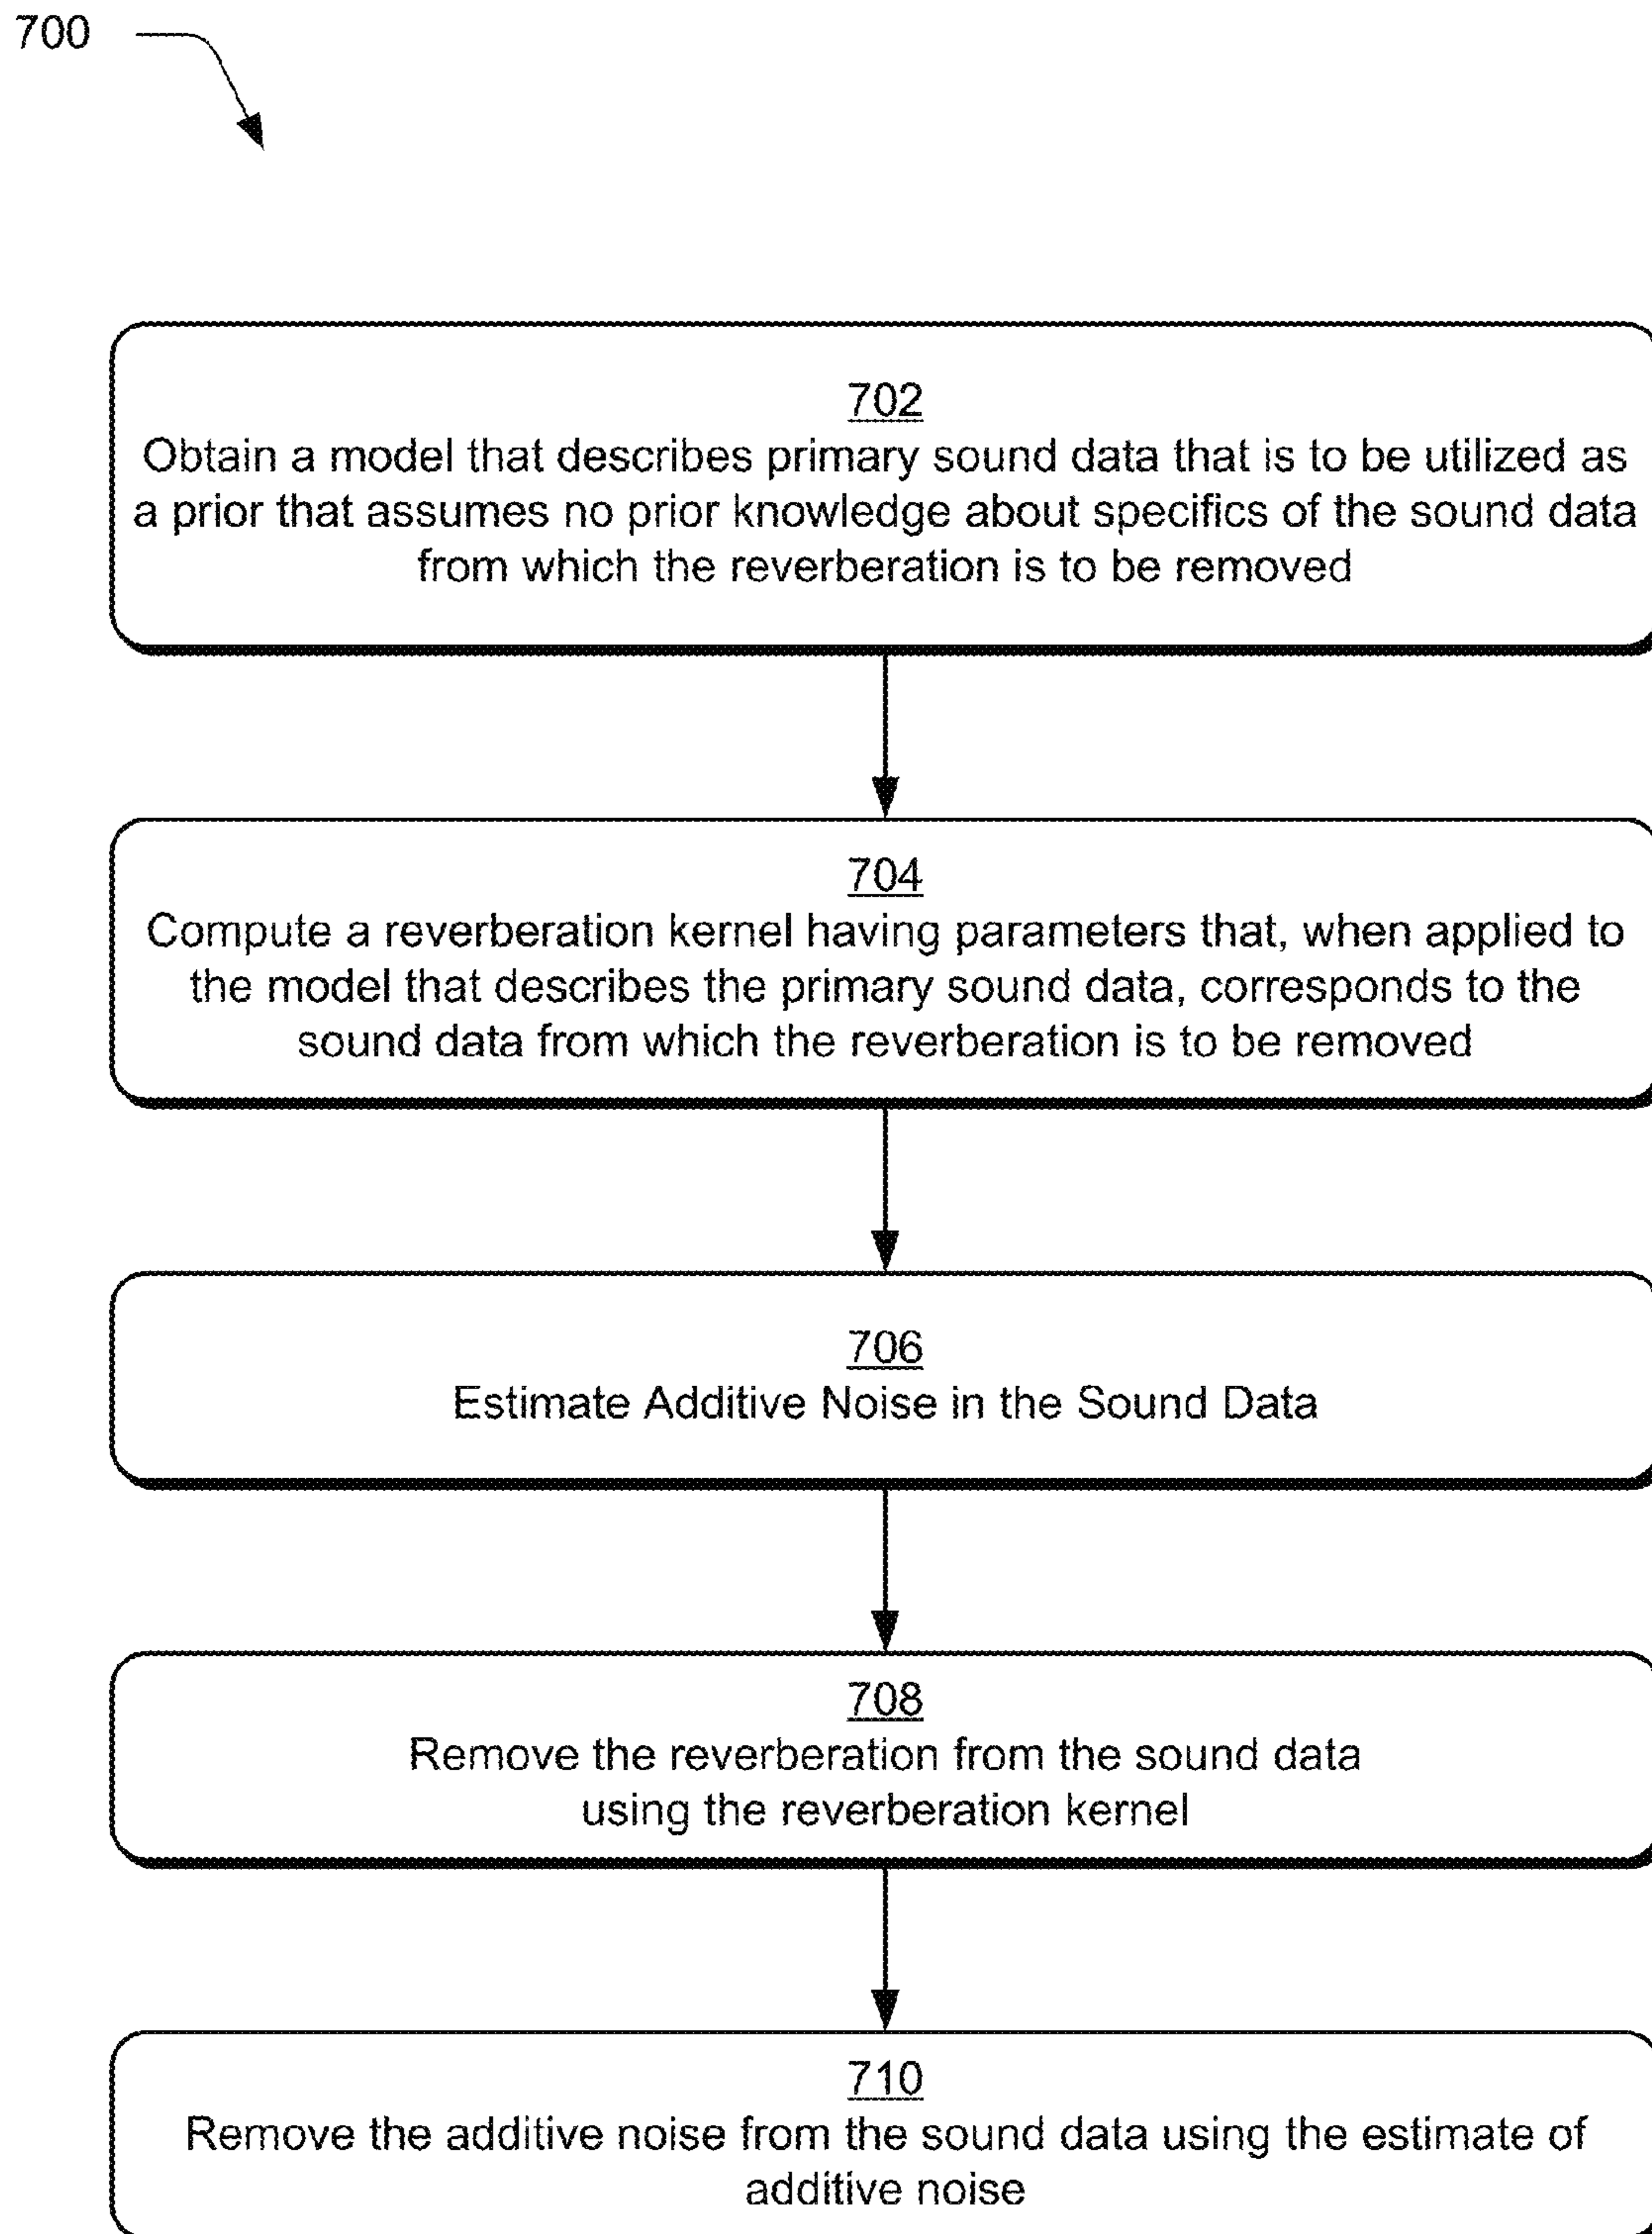 700
702
Obtain a model that describes primary sound data that is to be utilized as
a prior that assumes no prior knowledge about specifics of the sound data
from which the reverberation is to be removed
704
Compute a reverberation kernel having parameters that, when applied to
the model that describes the primary sound data, corresponds to the
sound data from which the reverberation is to be removed
706
Estimate Additive Noise in the Sound Data
708
Remove the reverberation from the sound data
using the reverberation kernel
710
Remove the additive noise from the sound data using the estimate of
additive noise